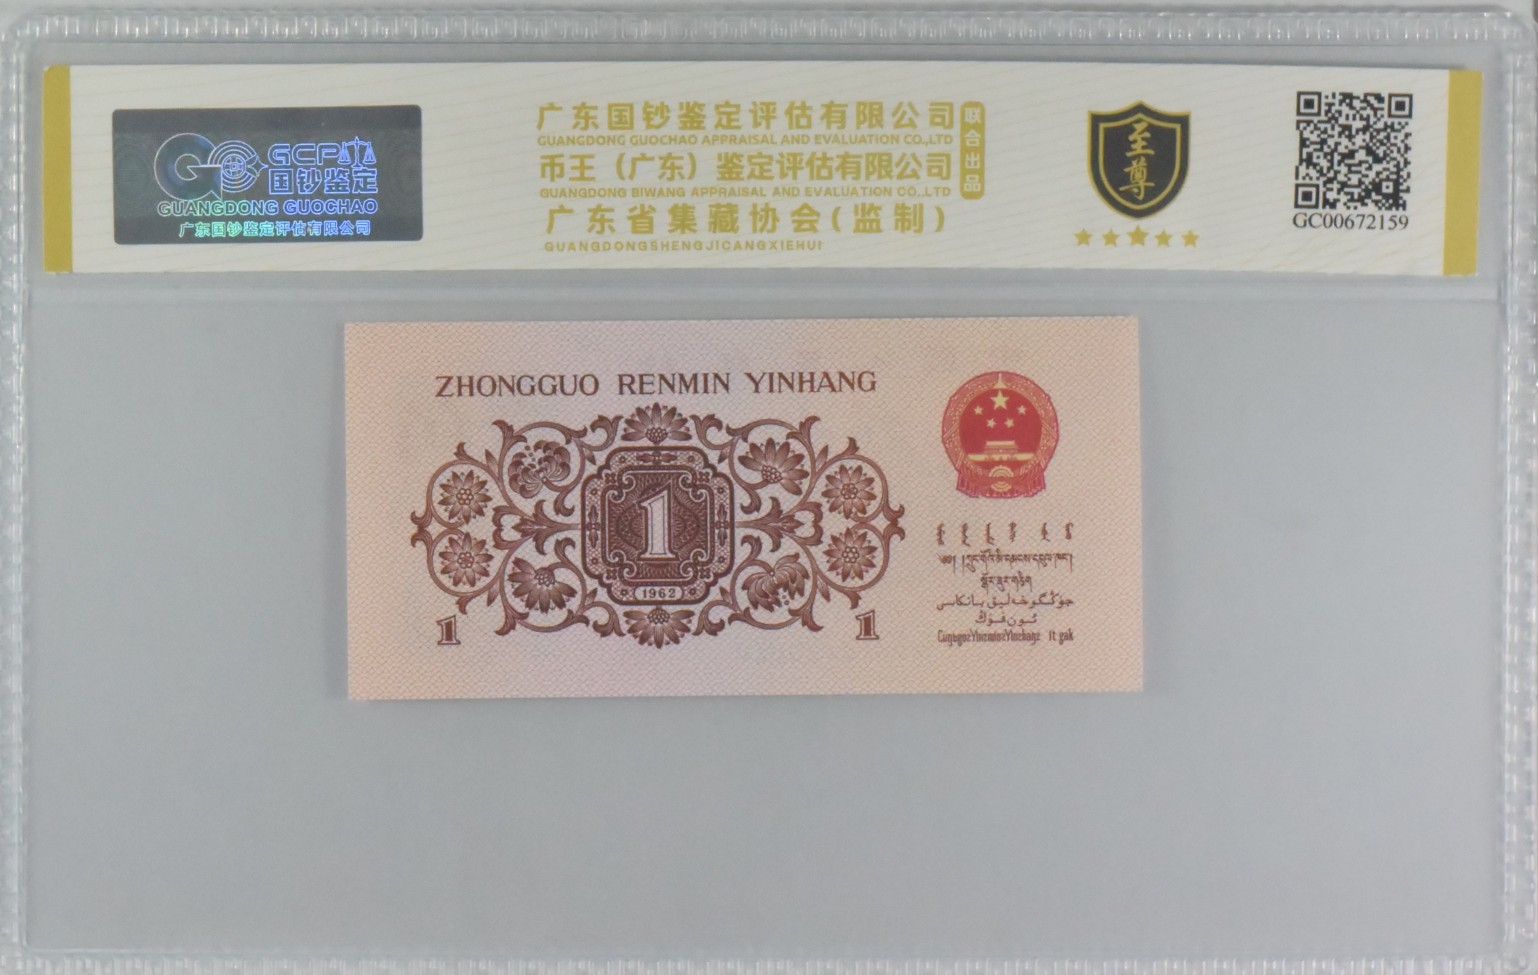 GCP
国钞鉴定
GUANGDONG GUOCHAO
广东国钞鉴定评估有限公司
广东国钞鉴定评估有限公司
GUANGDONG GUOCHAO APPRAISAL AND EVALUATION CO.,LTD
币王（广东）鉴定评估有限公司
GUANGDONG BIWANG APPRAISAL AND EVALUATION CO.,LTD
联合出品
广东省集藏协会(监制)
GUANGDONGSHENGJICANGXIEHUI
至尊
GC00672159
ZHONGGUO RENMIN YINHANG
1
1962
1
1